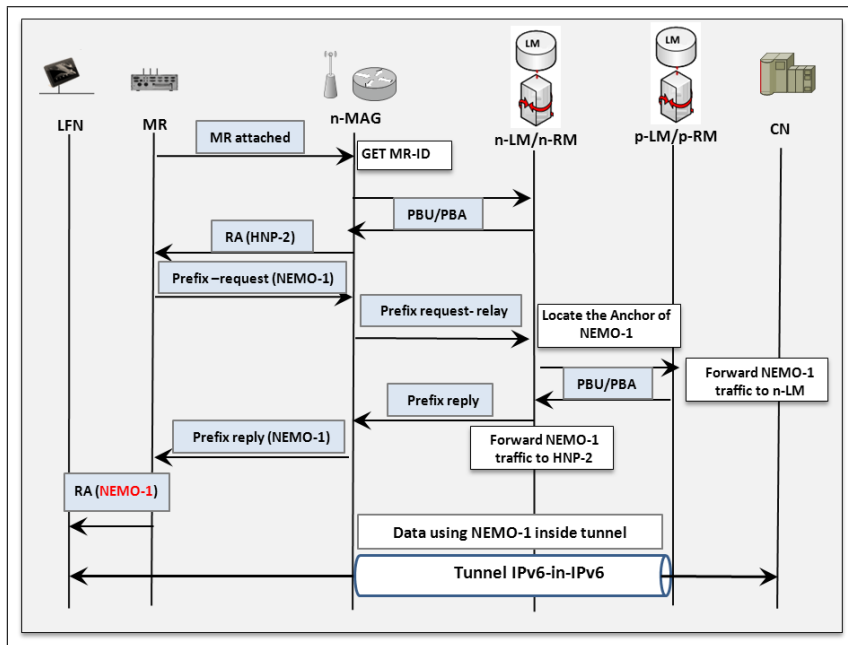 LM
LM
LFN
MR
n-MAG
n-LM/n-RM
p-LM/p-RM
CN
MR attached
GET MR-ID
PBU/PBA
RA (HNP-2)
Prefix –request (NEMO-1)
Prefix request- relay
Locate the Anchor of
NEMO-1
PBU/PBA
Forward NEMO-1
traffic to n-LM
Prefix reply
Prefix reply (NEMO-1)
Forward NEMO-1
traffic to HNP-2
RA (NEMO-1)
Data using NEMO-1 inside tunnel
Tunnel IPv6-in-IPv6